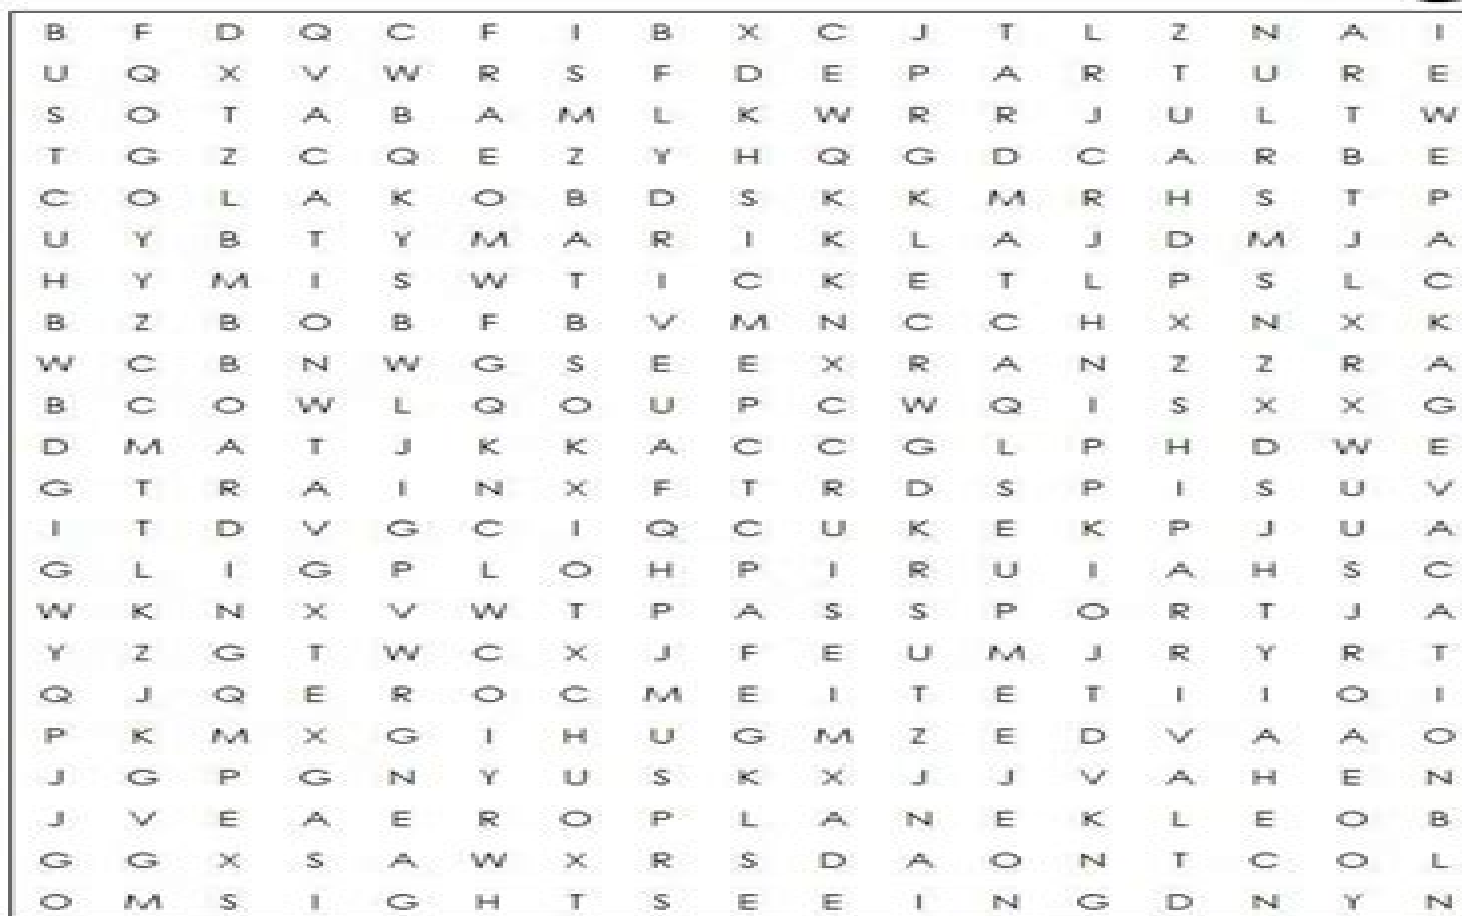 B F D Q C F I B X C J T L Z N A I
U Q X V W R S F D E P A R T U R E
S O T A B A M L K W R R J U L T W
T G Z C Q E Z Y H Q G D C A R B E
C O L A K O B D S K K M R H S T P
U Y B T Y M A R I K L A J D M J A
H Y M I S W T I C K E T L P S L C
B Z B O B F B V M N C C H X N X K
W C B N W G S E E X R A N Z Z R A
B C O W L Q O U P C W Q I S X X G
D M A T J K K A C C G L P H D W E
G T R A I N X F T R D S P I S U V
I T D V G C I Q C U K E K P J U A
G L I G P L O H P I R U I A H S C
W K N X V W T P A S S P O R T J A
Y Z G T W C X J F E U M J R Y R T
Q J Q E R O C M E I T E T I I O I
P K M X G I H U G M Z E D V A A O
J G P G N Y U S K X J J V A H E N
J V E A E R O P L A N E K L E O B
G G X S A W X R S D A O N T C O L
O M S I G H T S E E I N G D N Y N